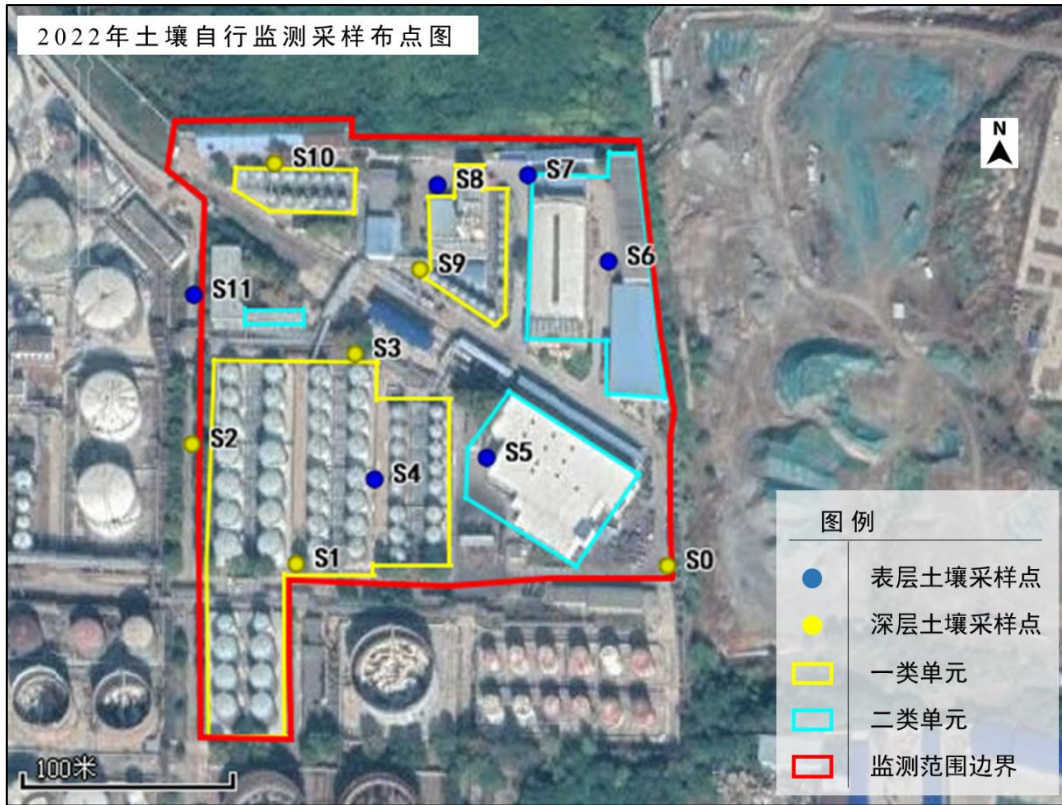 2022年土壤自行监测采样布点图
N
S10
S8
S7
S9
S6
S11
S3
S2
S4
S5
S1
S0
图例
表层土壤采样点
深层土壤采样点
一类单元
二类单元
监测范围边界
100米